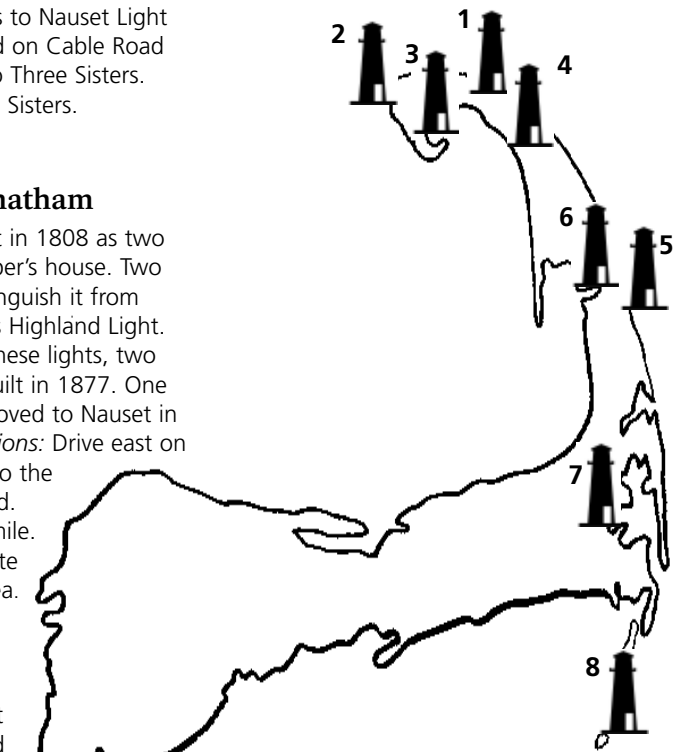 s to Nauset Light
d on Cable Road
o Three Sisters.
Sisters.
hatham
t in 1808 as two
per's house. Two
nguish it from
s Highland Light.
hese lights, two
uilt in 1877. One
oved to Nauset in
ions: Drive east on
o the
d.
mile.
te
ea.
t
d
1
2
3
4
6
5
7
8